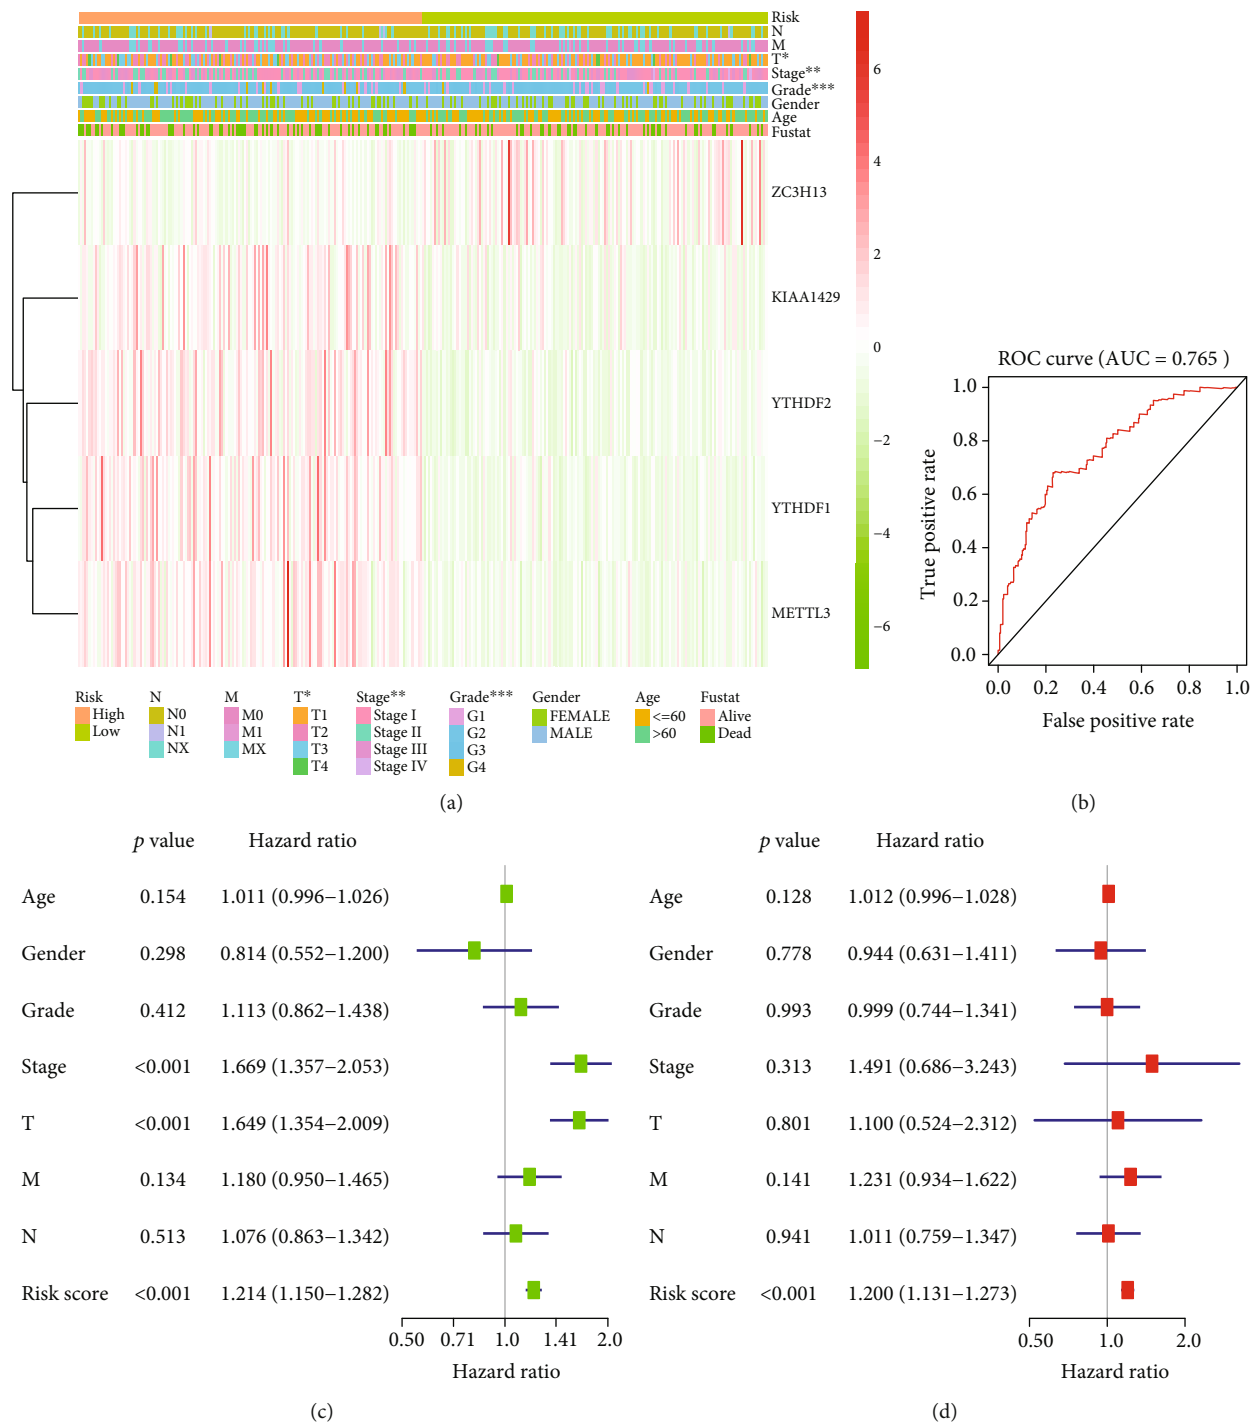 Risk
N
M
T*
Stage**
Grade***
Gender
Age
Fustat
ZC3H13
KIAA1429
YTHDF2
YTHDF1
METTL3
6
4
2
0
−2
−4
−6
Risk
High
Low
N
N0
N1
NX
M
M0
M1
MX
T*
T1
T2
T3
T4
Stage**
Stage I
Stage II
Stage III
Stage IV
Grade***
G1
G2
G3
G4
Gender
FEMALE
MALE
Age
<=60
>60
Fustat
Alive
Dead
(a)
ROC curve (AUC = 0.765 )
True positive rate
1.0
0.8
0.6
0.4
0.2
0.0
0.0 0.2 0.4 0.6 0.8 1.0
False positive rate
(b)
p value Hazard ratio
Age 0.154 1.011 (0.996−1.026)
Gender 0.298 0.814 (0.552−1.200)
Grade 0.412 1.113 (0.862−1.438)
Stage <0.001 1.669 (1.357−2.053)
T <0.001 1.649 (1.354−2.009)
M 0.134 1.180 (0.950−1.465)
N 0.513 1.076 (0.863−1.342)
Risk score <0.001 1.214 (1.150−1.282)
0.50 0.71 1.0 1.41 2.0
Hazard ratio
(c)
p value Hazard ratio
Age 0.128 1.012 (0.996−1.028)
Gender 0.778 0.944 (0.631−1.411)
Grade 0.993 0.999 (0.744−1.341)
Stage 0.313 1.491 (0.686−3.243)
T 0.801 1.100 (0.524−2.312)
M 0.141 1.231 (0.934−1.622)
N 0.941 1.011 (0.759−1.347)
Risk score <0.001 1.200 (1.131−1.273)
0.50 1.0 2.0
Hazard ratio
(d)